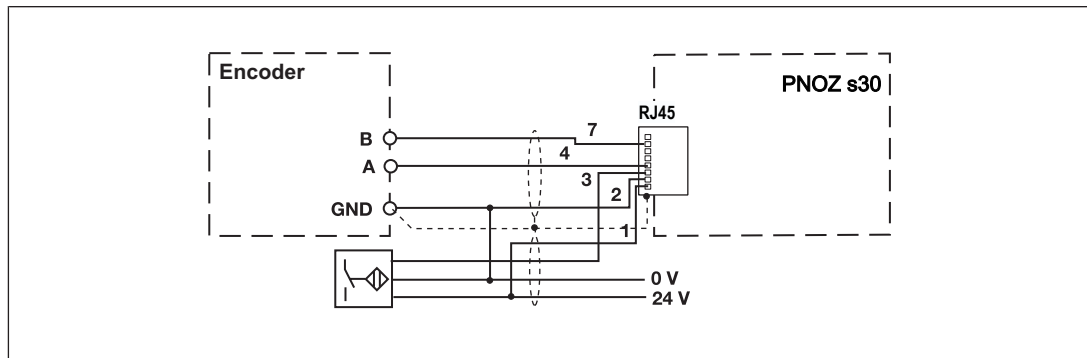 Encoder
PNOZ s30
RJ45
B
7
A
4
3
GND
2
1
0 V
24 V